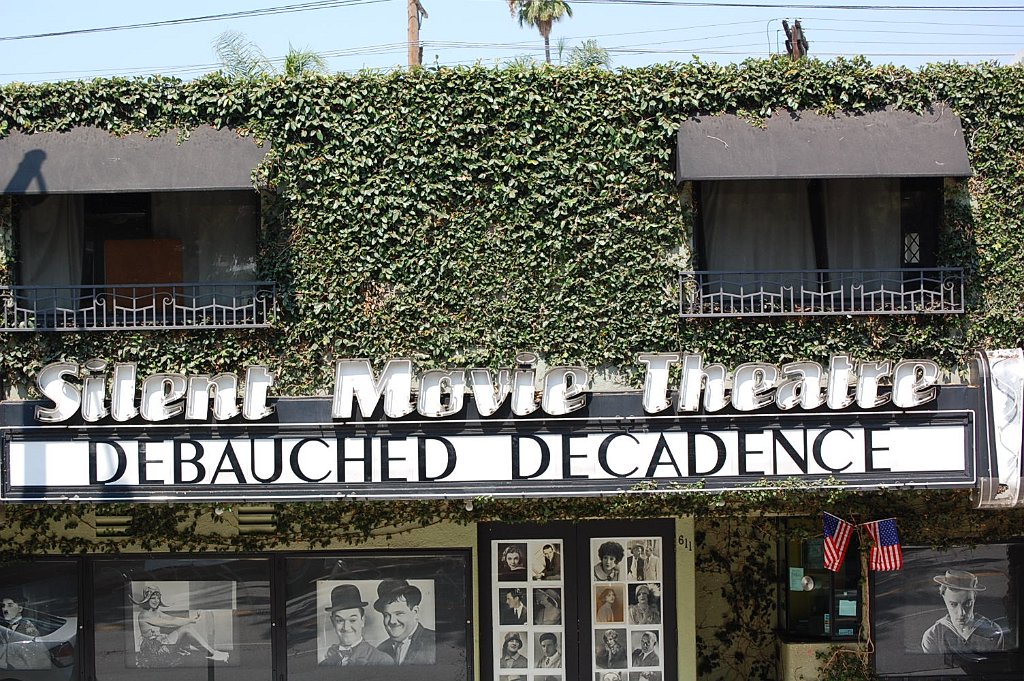 Silent Movie Theatre
DEBAUCHED DECADENCE
611